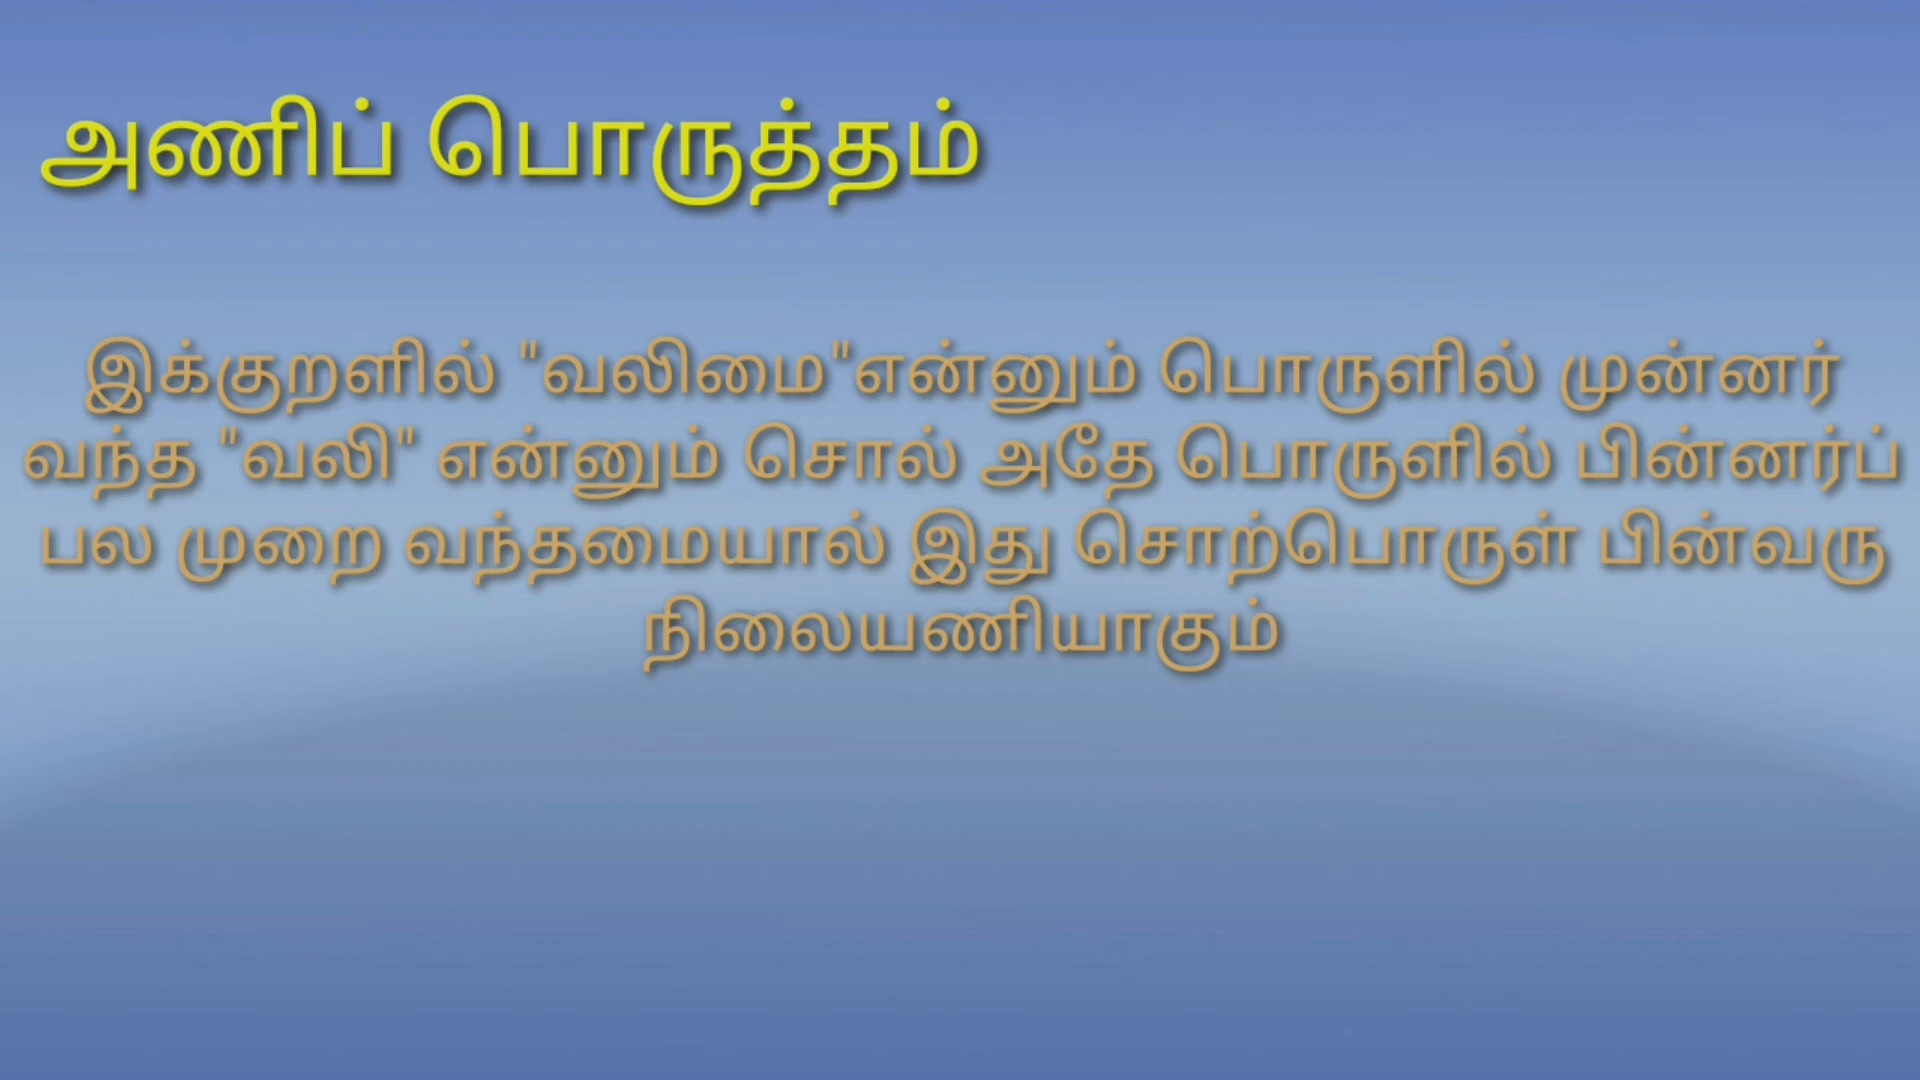 அணிப் பொருத்தம்
இக்குறளில் "வலிமை"என்னும் பொருளில் முன்னர்
வந்த "வலி" என்னும் சொல் அதே பொருளில் பின்னர்ப்
பல முறை வந்தமையால் இது சொற்பொருள் பின்வரு
நிலையணியாகும்